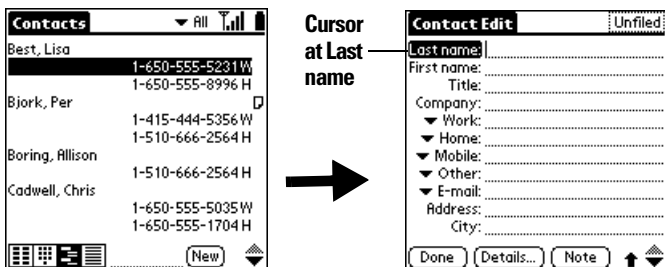 Contacts All
Best, Lisa
1-650-555-5231 W
1-650-555-8996 H
Bjork, Per
1-415-444-5356 W
1-510-666-2564 H
Boring, Allison
1-510-666-2564 H
Cadwell, Chris
1-650-555-5035 W
1-650-555-1704 H
New
Cursor
at Last
name
Contact Edit Unfiled
Last name:
First name:
Title:
Company:
Work:
Home:
Mobile:
Other:
E-mail:
Address:
City:
Done Details... Note